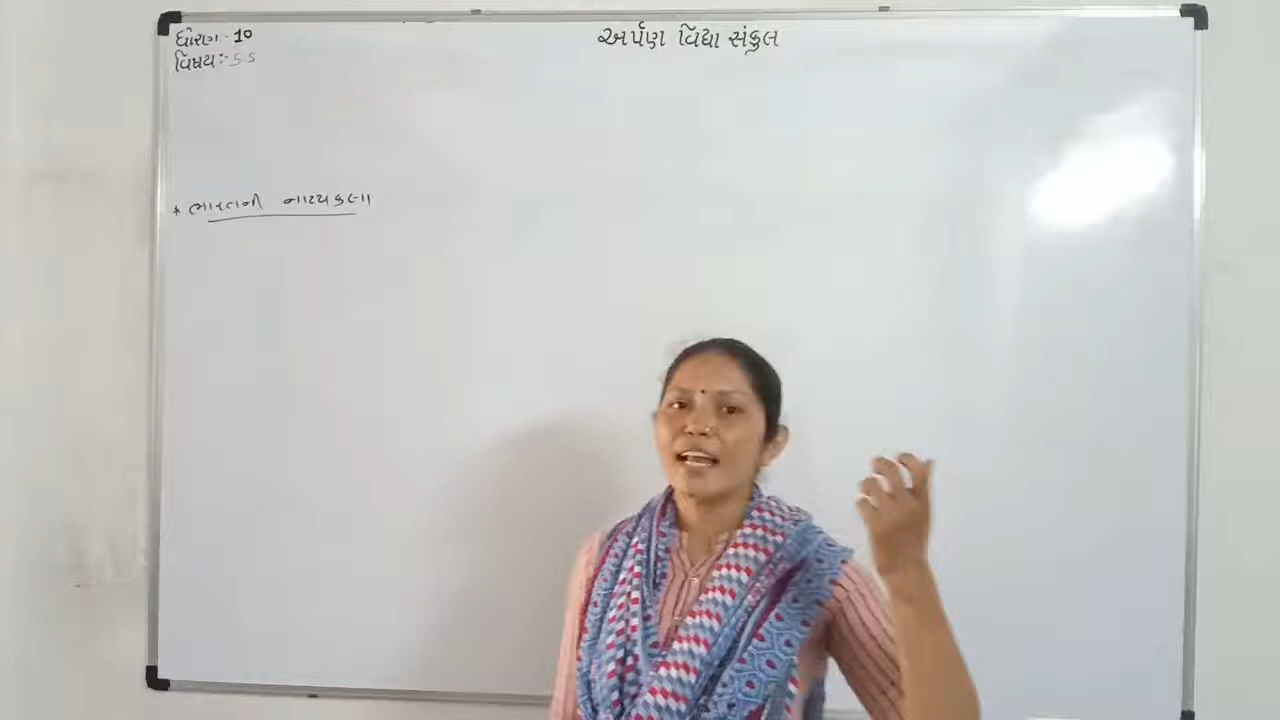 ધોરણ - 10
વિષય :- S S
અર્પણ વિદ્યા સંકુલ
* ભારતની નાટ્યકલા